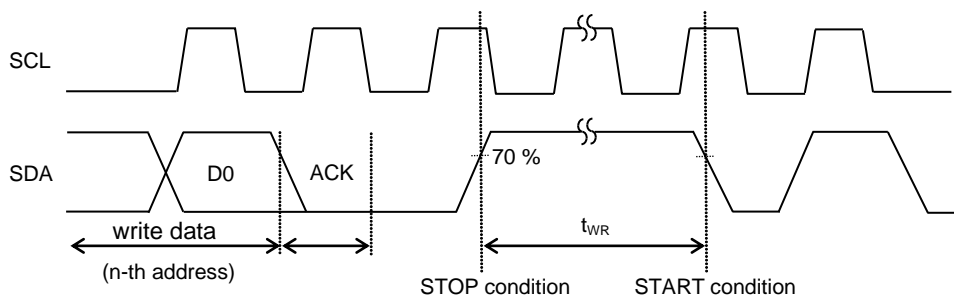 SCL
SDA
D0
ACK
70 %
write data
(n-th address)
tWR
STOP condition
START condition